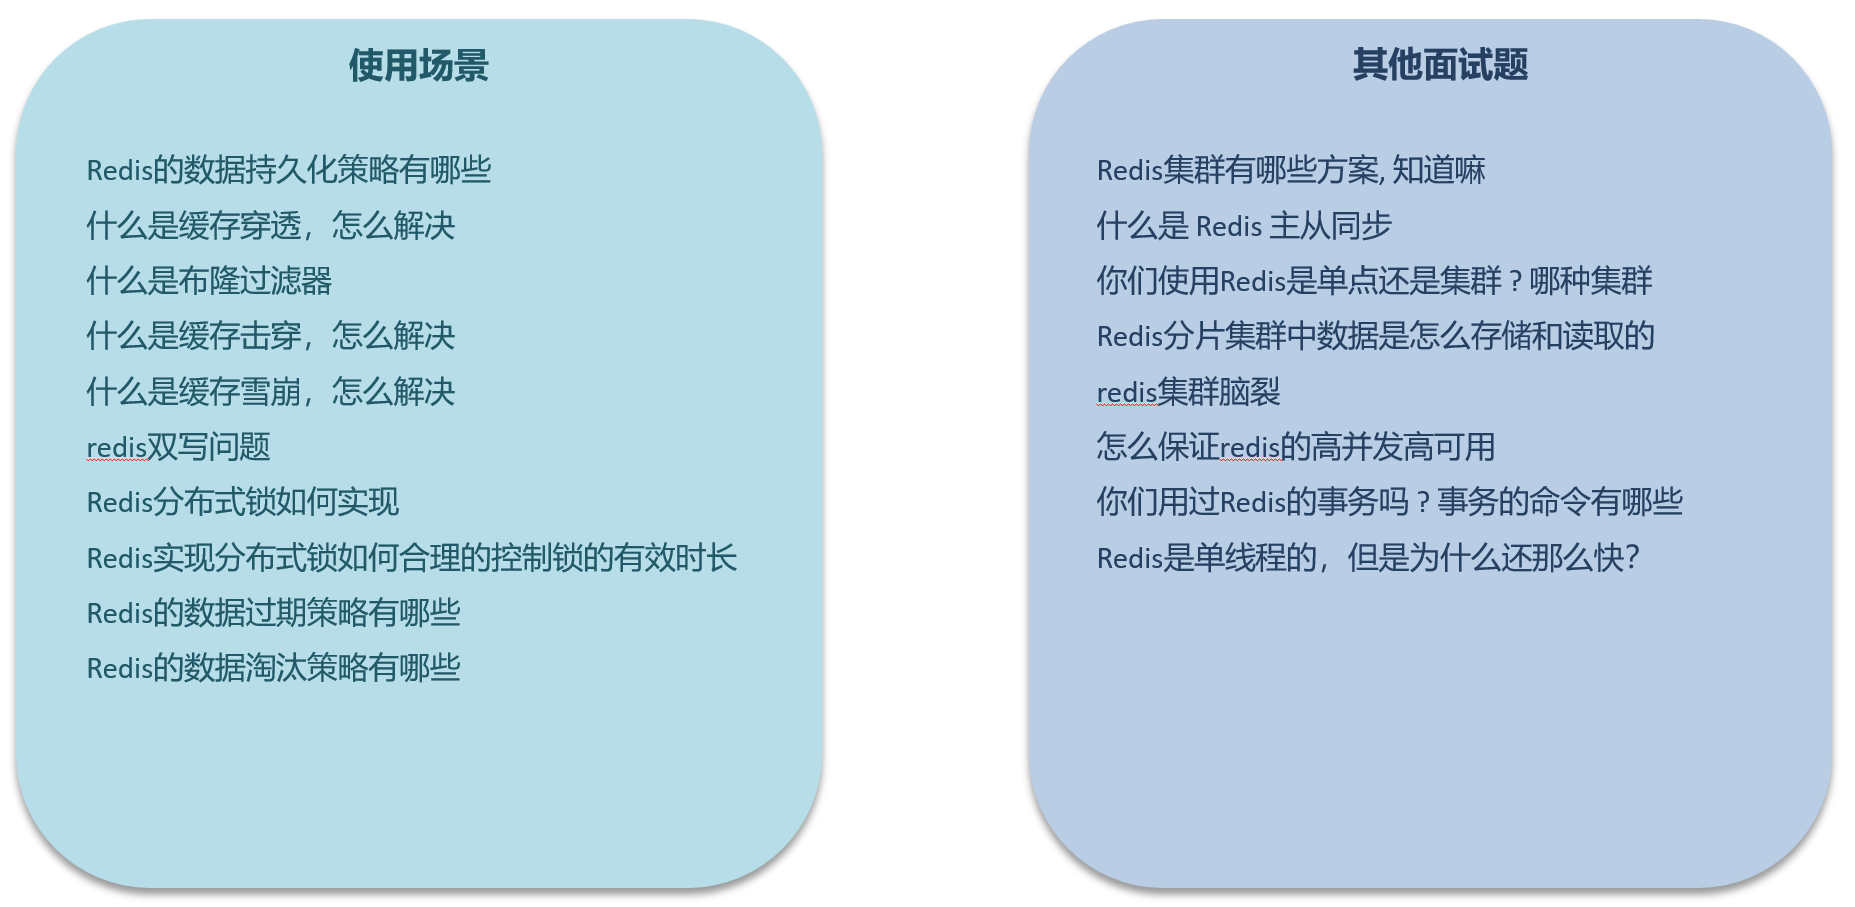 使用场景
Redis的数据持久化策略有哪些
什么是缓存穿透，怎么解决
什么是布隆过滤器
什么是缓存击穿，怎么解决
什么是缓存雪崩，怎么解决
redis双写问题
Redis分布式锁如何实现
Redis实现分布式锁如何合理的控制锁的有效时长
Redis的数据过期策略有哪些
Redis的数据淘汰策略有哪些
其他面试题
Redis集群有哪些方案, 知道嘛
什么是 Redis 主从同步
你们使用Redis是单点还是集群 ? 哪种集群
Redis分片集群中数据是怎么存储和读取的
redis集群脑裂
怎么保证redis的高并发高可用
你们用过Redis的事务吗 ? 事务的命令有哪些
Redis是单线程的，但是为什么还那么快？